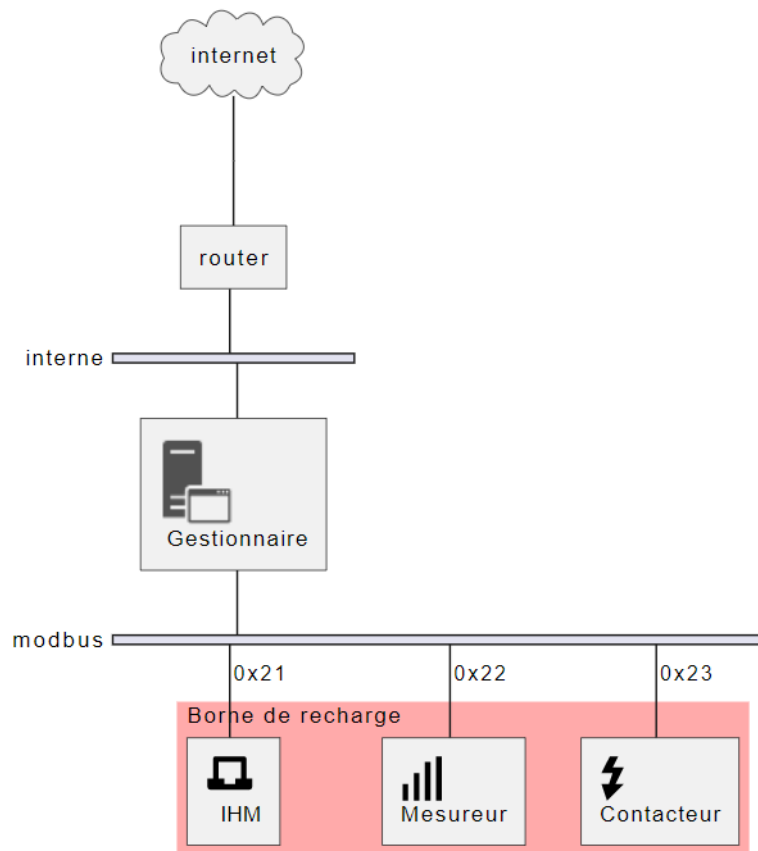 internet
router
interne
Gestionnaire
modbus
0x21
0x22
0x23
Borne de recharge
IHM
Mesureur
Contacteur